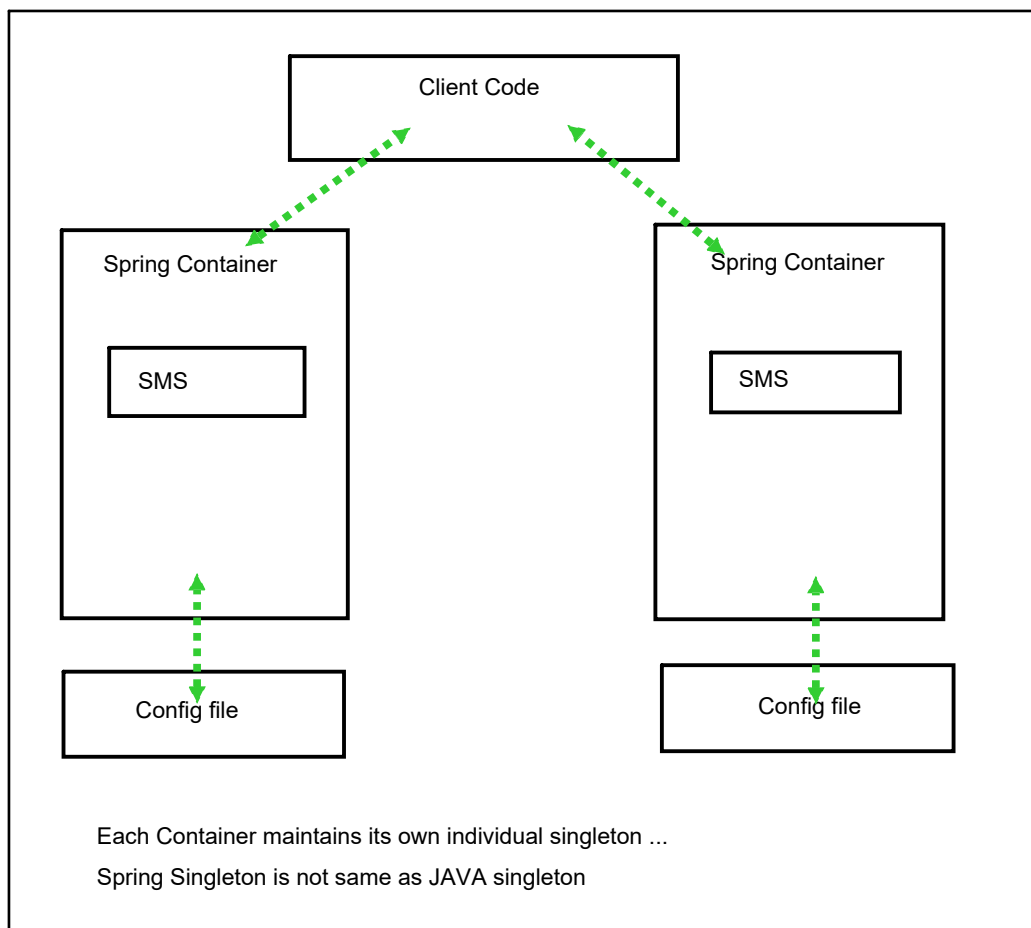 Client Code
Spring Container
Spring Container
SMS
SMS
Config file
Config file
Each Container maintains its own individual singleton ...
Spring Singleton is not same as JAVA singleton